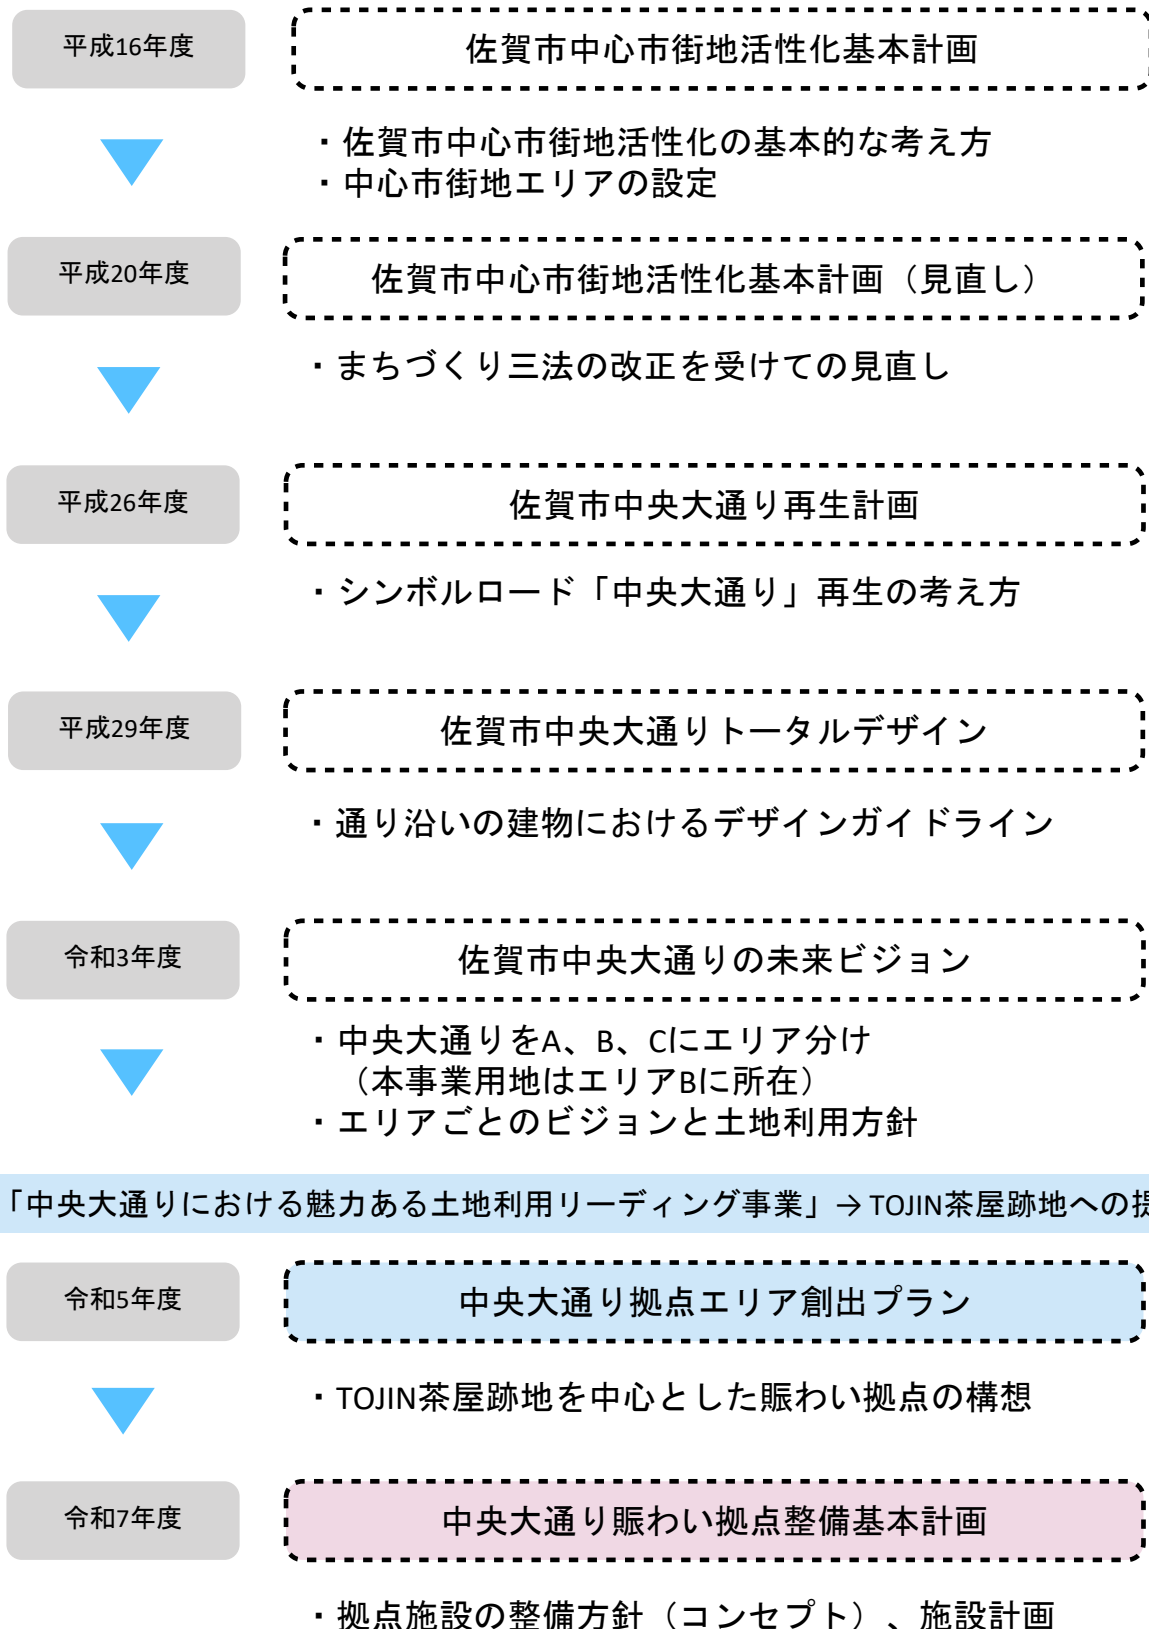 平成16年度
佐賀市中心市街地活性化基本計画
・佐賀市中心市街地活性化の基本的な考え方
・中心市街地エリアの設定
平成20年度
佐賀市中心市街地活性化基本計画（見直し）
・まちづくり三法の改正を受けての見直し
平成26年度
佐賀市中央大通り再生計画
・シンボルロード「中央大通り」再生の考え方
平成29年度
佐賀市中央大通りトータルデザイン
・通り沿いの建物におけるデザインガイドライン
令和3年度
佐賀市中央大通りの未来ビジョン
・中央大通りをA、B、Cにエリア分け
（本事業用地はエリアBに所在）
・エリアごとのビジョンと土地利用方針
「中央大通りにおける魅力ある土地利用リーディング事業」→TOJIN茶屋跡地への
令和5年度
中央大通り拠点エリア創出プラン
・TOJIN茶屋跡地を中心とした賑わい拠点の構想
令和7年度
中央大通り賑わい拠点整備基本計画
・拠点施設の整備方針（コンセプト）、施設計画